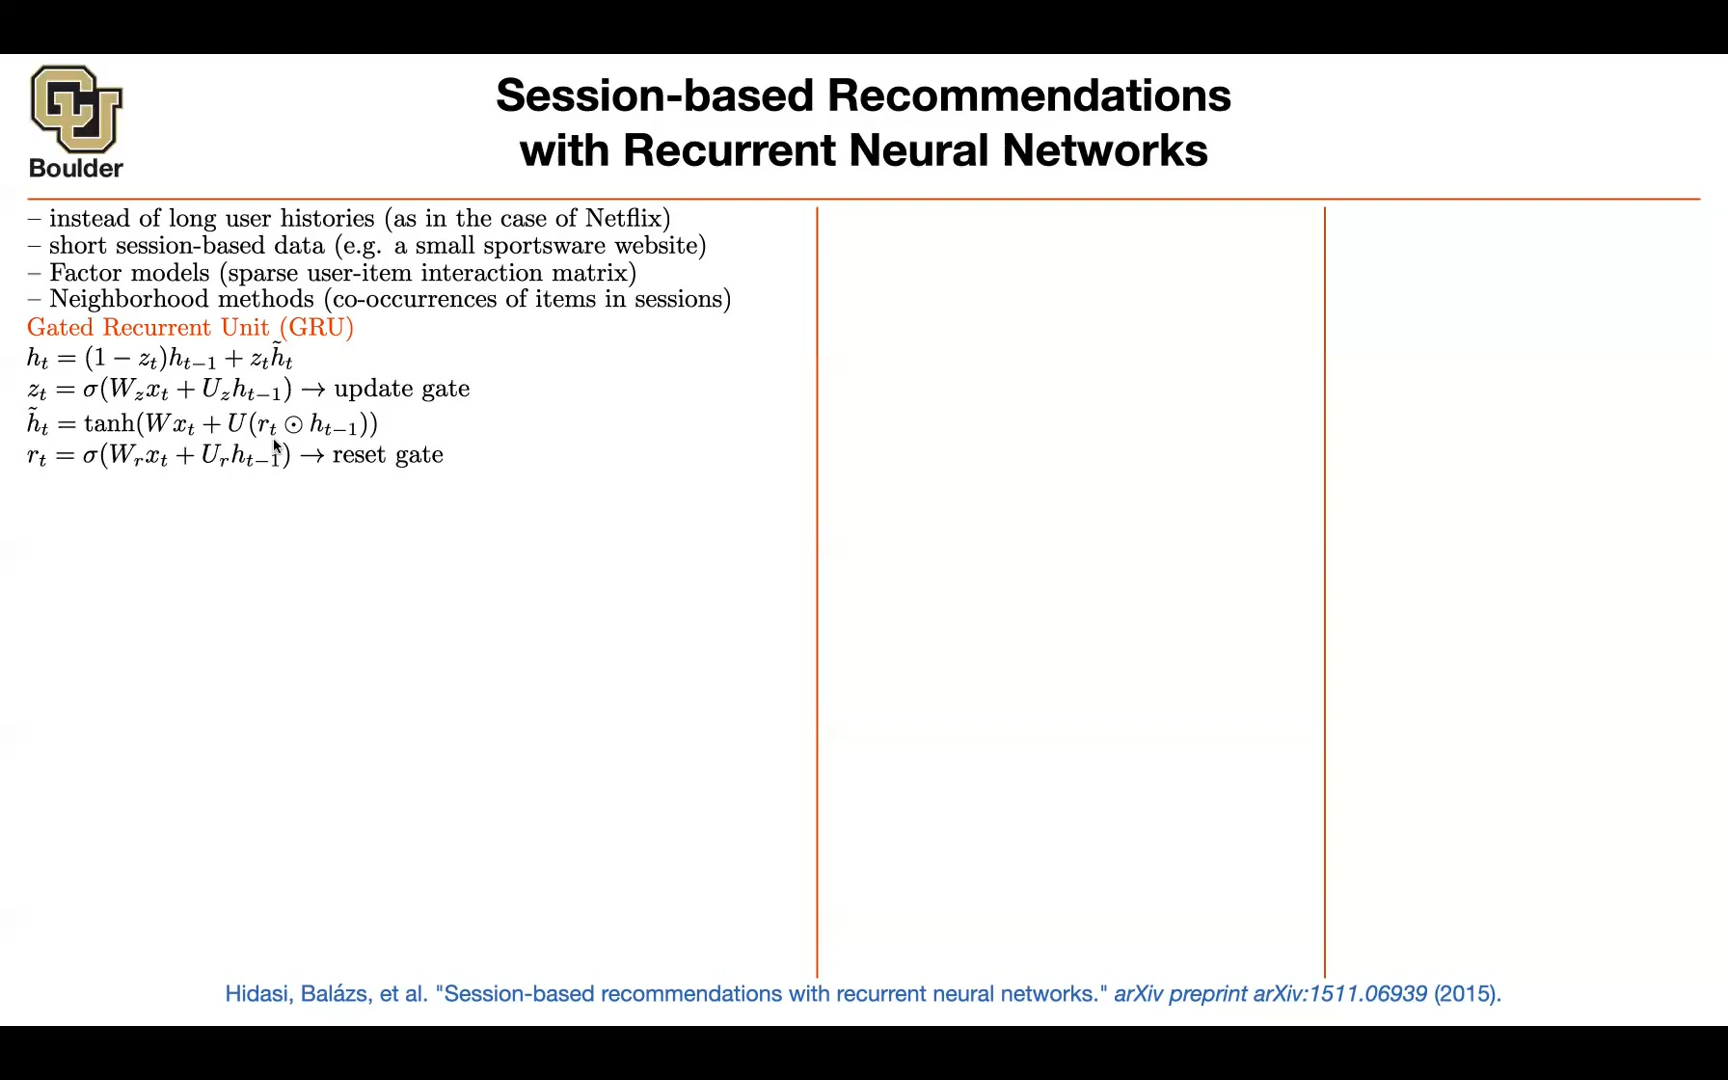 CU
Boulder
Session-based Recommendations
with Recurrent Neural Networks
– instead of long user histories (as in the case of Netflix)
– short session-based data (e.g. a small sportsware website)
– Factor models (sparse user-item interaction matrix)
– Neighborhood methods (co-occurrences of items in sessions)
Gated Recurrent Unit (GRU)
h_t = (1 − z_t)h_{t−1} + z_t h̃_t
z_t = σ(W_z x_t + U_z h_{t−1}) → update gate
h̃_t = tanh(W x_t + U(r_t ⊙ h_{t−1}))
r_t = σ(W_r x_t + U_r h_{t−1}) → reset gate
Hidasi, Balázs, et al. "Session-based recommendations with recurrent neural networks." arXiv preprint arXiv:1511.06939 (2015).